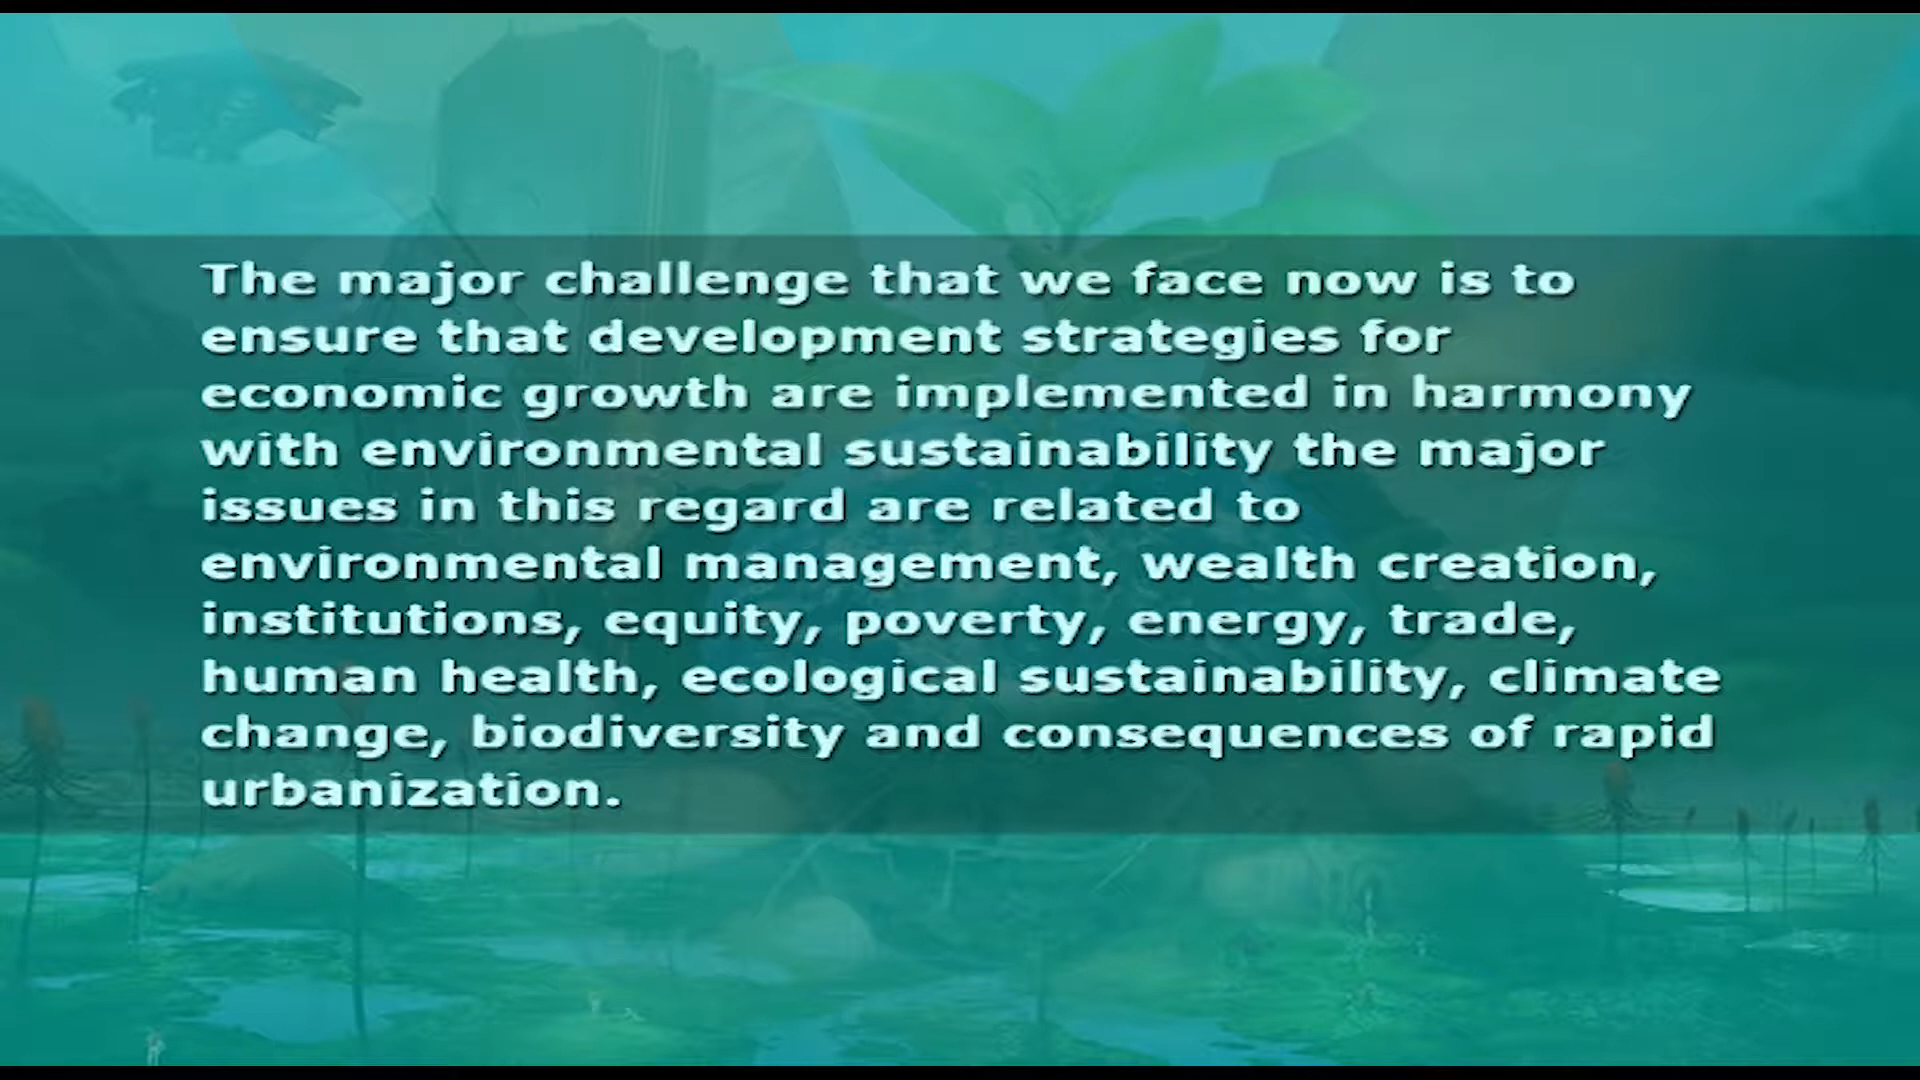 The major challenge that we face now is to
ensure that development strategies for
economic growth are implemented in harmony
with environmental sustainability the major
issues in this regard are related to
environmental management, wealth creation,
institutions, equity, poverty, energy, trade,
human health, ecological sustainability, climate
change, biodiversity and consequences of rapid
urbanization.